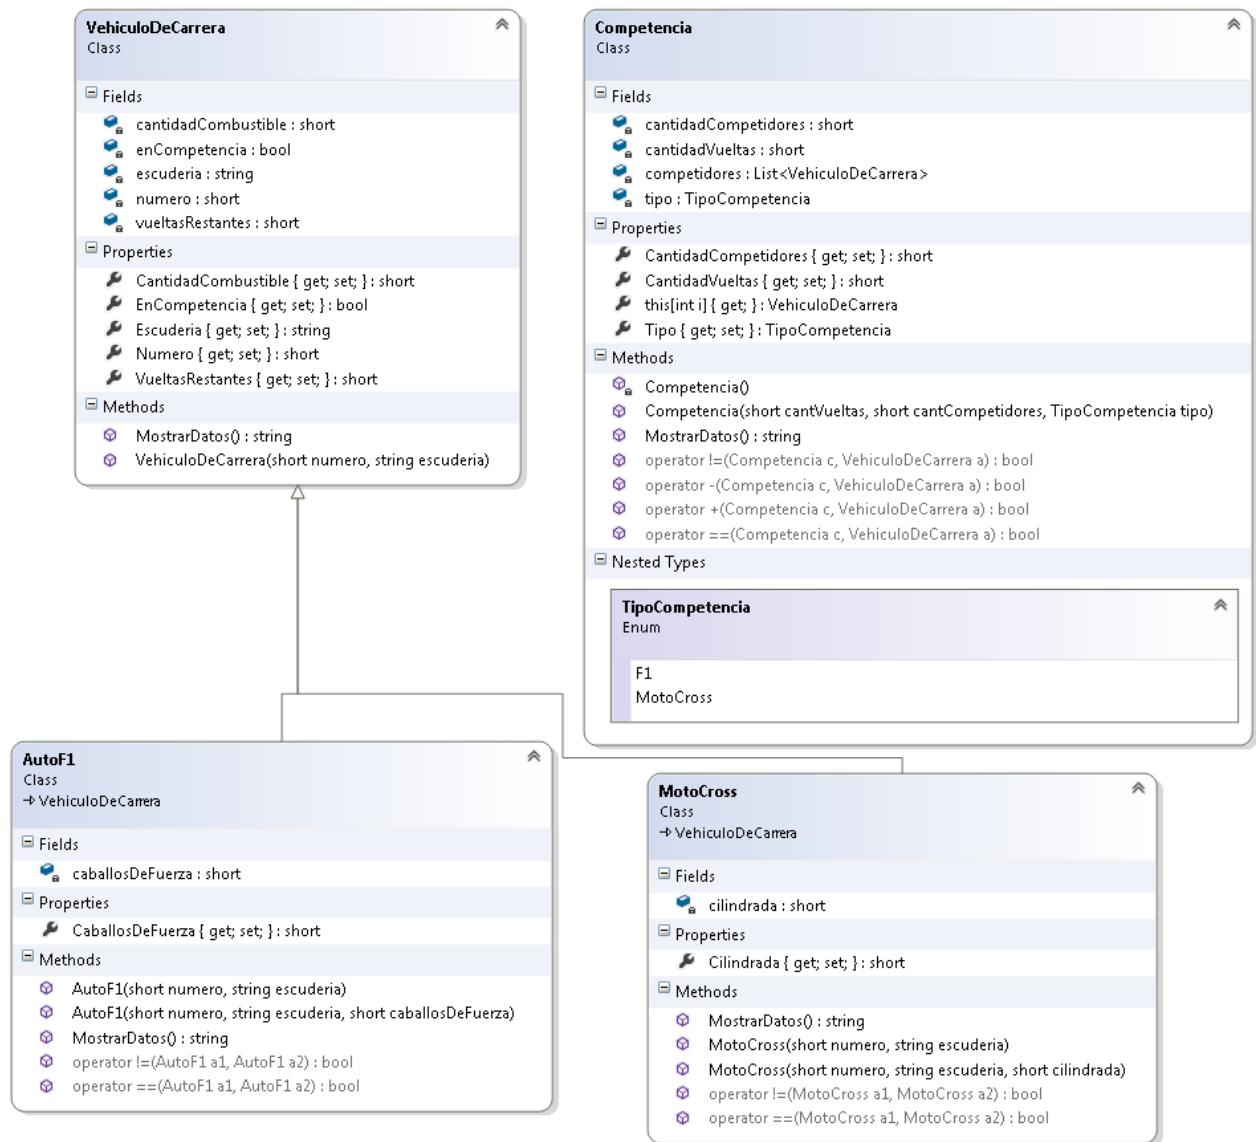 VehiculoDeCarrera
Class
Fields
cantidadCombustible : short
enCompetencia : bool
escuderia : string
numero : short
vueltasRestantes : short
Properties
CantidadCombustible { get; set; } : short
EnCompetencia { get; set; } : bool
Escuderia { get; set; } : string
Numero { get; set; } : short
VueltasRestantes { get; set; } : short
Methods
MostrarDatos() : string
VehiculoDeCarrera(short numero, string escuderia)
Competencia
Class
Fields
cantidadCompetidores : short
cantidadVueltas : short
competidores : List<VehiculoDeCarrera>
tipo : TipoCompetencia
Properties
CantidadCompetidores { get; set; } : short
CantidadVueltas { get; set; } : short
this[int i] { get; } : VehiculoDeCarrera
Tipo { get; set; } : TipoCompetencia
Methods
Competencia()
Competencia(short cantVueltas, short cantCompetidores, TipoCompetencia tipo)
MostrarDatos() : string
operator !=(Competencia c, VehiculoDeCarrera a) : bool
operator -(Competencia c, VehiculoDeCarrera a) : bool
operator +(Competencia c, VehiculoDeCarrera a) : bool
operator ==(Competencia c, VehiculoDeCarrera a) : bool
Nested Types
TipoCompetencia
Enum
F1
MotoCross
AutoF1
Class
VehiculoDeCarrera
Fields
caballosDeFuerza : short
Properties
CaballosDeFuerza { get; set; } : short
Methods
AutoF1(short numero, string escuderia)
AutoF1(short numero, string escuderia, short caballosDeFuerza)
MostrarDatos() : string
operator !=(AutoF1 a1, AutoF1 a2) : bool
operator ==(AutoF1 a1, AutoF1 a2) : bool
MotoCross
Class
VehiculoDeCarrera
Fields
cilindrada : short
Properties
Cilindrada { get; set; } : short
Methods
MostrarDatos() : string
MotoCross(short numero, string escuderia)
MotoCross(short numero, string escuderia, short cilindrada)
operator !=(MotoCross a1, MotoCross a2) : bool
operator ==(MotoCross a1, MotoCross a2) : bool